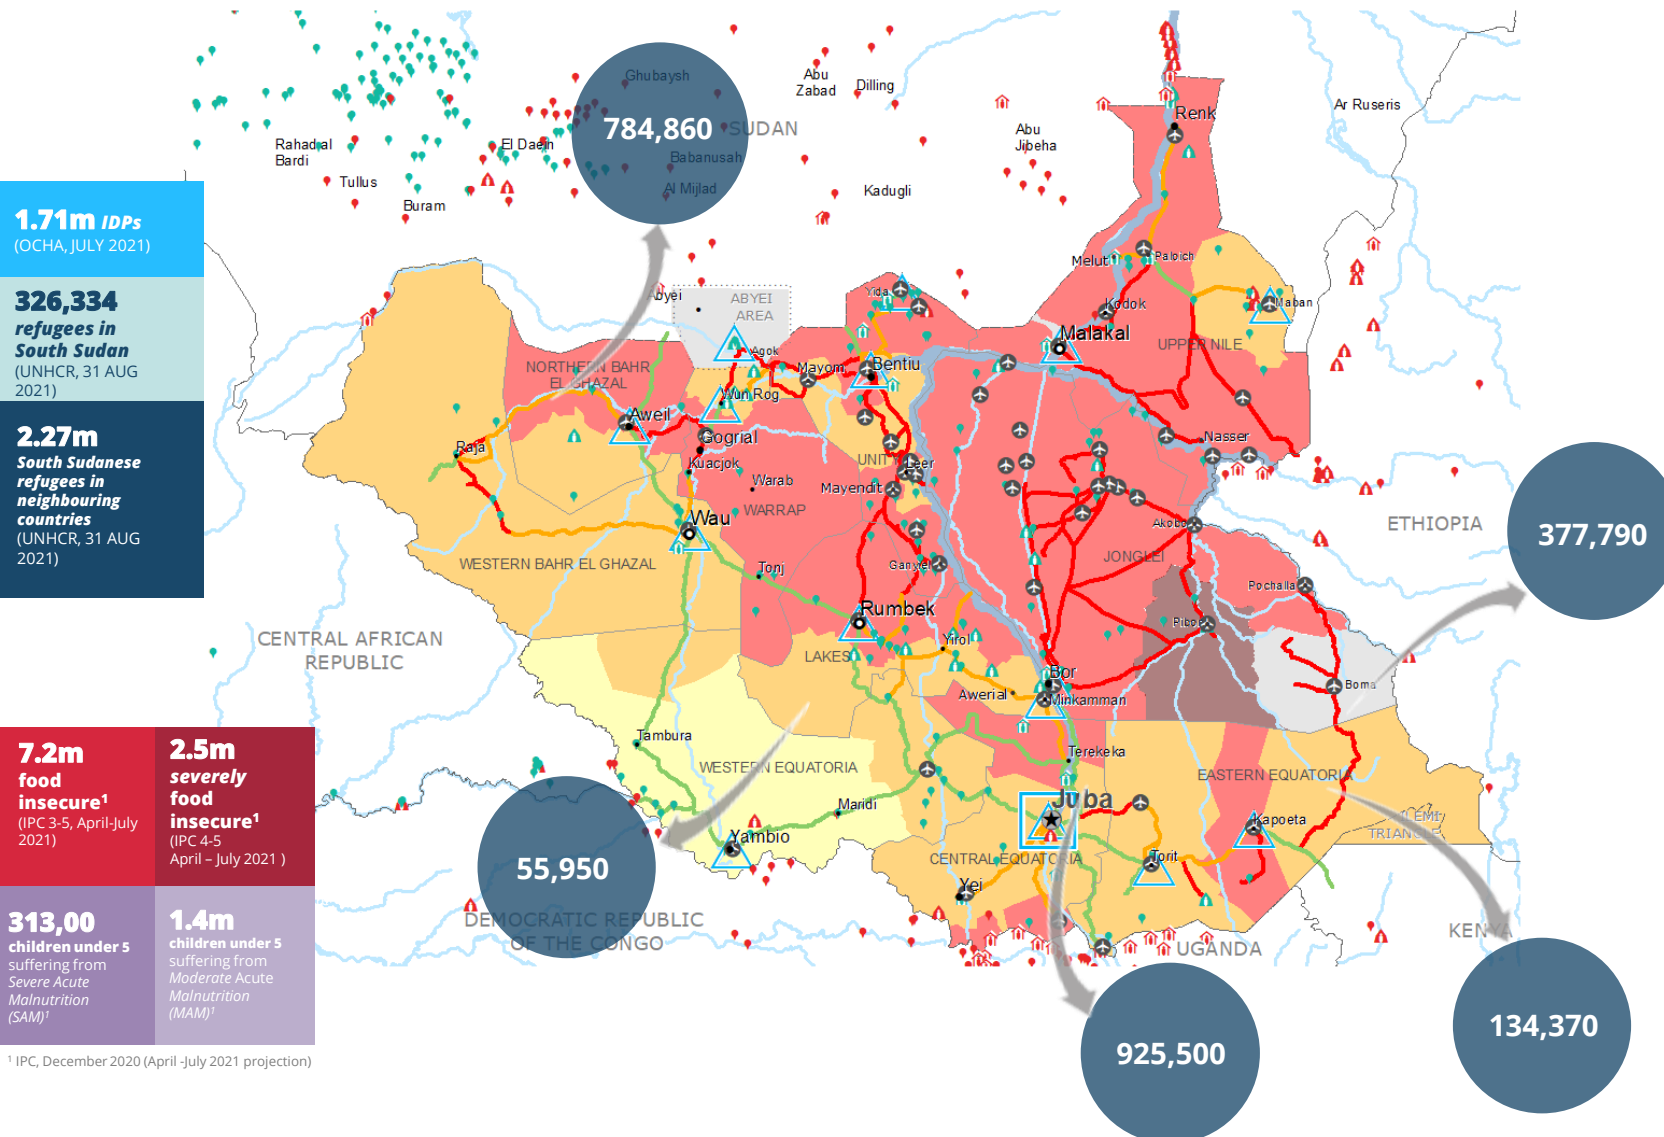 1.71m IDPs
(OCHA, JULY 2021)
326,334
refugees in
South Sudan
(UNHCR, 31 AUG
2021)
2.27m
South Sudanese
refugees in
neighbouring
countries
(UNHCR, 31 AUG
2021)
7.2m
food
insecure¹
(IPC 3-5, April-July
2021)
2.5m
severely
food
insecure¹
(IPC 4-5
April – July 2021 )
313,00
children under 5
suffering from
Severe Acute
Malnutrition
(SAM)¹
1.4m
children under 5
suffering from
Moderate Acute
Malnutrition
(MAM)¹
¹ IPC, December 2020 (April -July 2021 projection)
784,860
377,790
55,950
925,500
134,370
Ghubaysh
SUDAN
Babanusah
Al Mijlad
Abu
Zabad
Dilling
Abu
Jibeha
Kadugli
Ar Ruseris
Rahad al
Bardi
El Daein
Tullus
Buram
Renk
Melut
Paloich
Kodok
Maban
Malakal
UPPER NILE
Abyei
ABYEI
AREA
Agok
Yida
Bentiu
Mayom
NORTHERN BAHR
EL GHAZAL
Wun Rog
Aweil
Gogrial
Kuacjok
Raja
Warab
WARRAP
Wau
UNITY
Leer
Mayendit
Nasser
Akobo
ETHIOPIA
JONGLEI
WESTERN BAHR EL GHAZAL
Tonj
Ganyiel
Pochalla
Pibor
Rumbek
CENTRAL AFRICAN
REPUBLIC
LAKES
Yirol
Bor
Awerial
Minkamman
Boma
Tambura
WESTERN EQUATORIA
Terekeka
EASTERN EQUATORIA
Maridi
Juba
Kapoeta
ILEMI
TRIANGLE
Yambio
CENTRAL EQUATORIA
Torit
Yei
DEMOCRATIC REPUBLIC
OF THE CONGO
UGANDA
KENYA